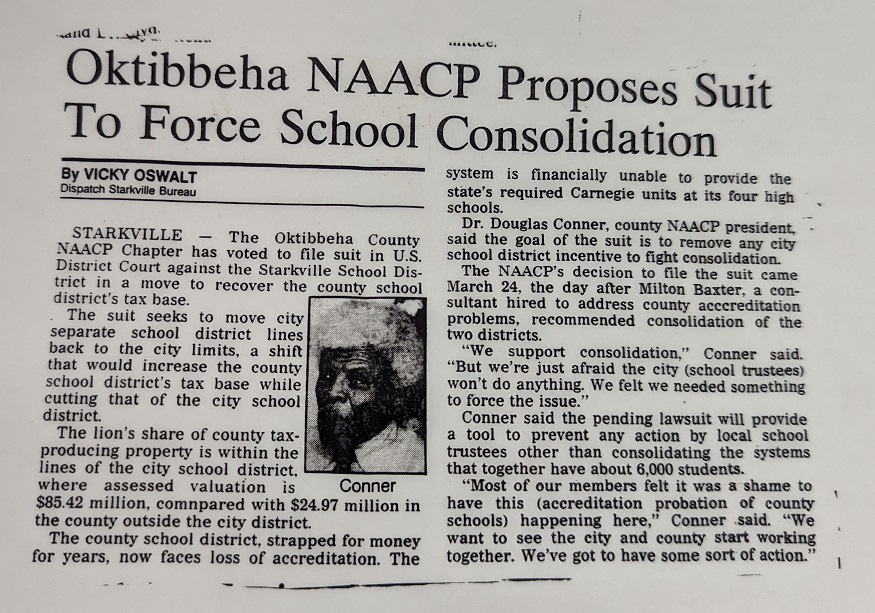 Oktibbeha NAACP Proposes Suit
To Force School Consolidation
By VICKY OSWALT
Dispatch Starkville Bureau
STARKVILLE — The Oktibbeha County
NAACP Chapter has voted to file suit in U.S.
District Court against the Starkville School Dis-
trict in a move to recover the county school
district's tax base.
The suit seeks to move city
separate school district lines
back to the city limits, a shift
that would increase the county
school district's tax base while
cutting that of the city school
district.
The lion's share of county tax-
producing property is within the
lines of the city school district,
where assessed valuation is
$85.42 million, comnpared with $24.97 million in
the county outside the city district.
The county school district, strapped for money
for years, now faces loss of accreditation. The
Conner
system is financially unable to provide the
state's required Carnegie units at its four high
schools.
Dr. Douglas Conner, county NAACP president,
said the goal of the suit is to remove any city
school district incentive to fight consolidation.
The NAACP's decision to file the suit came
March 24, the day after Milton Baxter, a con-
sultant hired to address county acccreditation
problems, recommended consolidation of the
two districts.
"We support consolidation," Conner said.
"But we're just afraid the city (school trustees)
won't do anything. We felt we needed something
to force the issue."
Conner said the pending lawsuit will provide
a tool to prevent any action by local school
trustees other than consolidating the systems
that together have about 6,000 students.
"Most of our members felt it was a shame to
have this (accreditation probation of county
schools) happening here," Conner said. "We
want to see the city and county start working
together. We've got to have some sort of action."